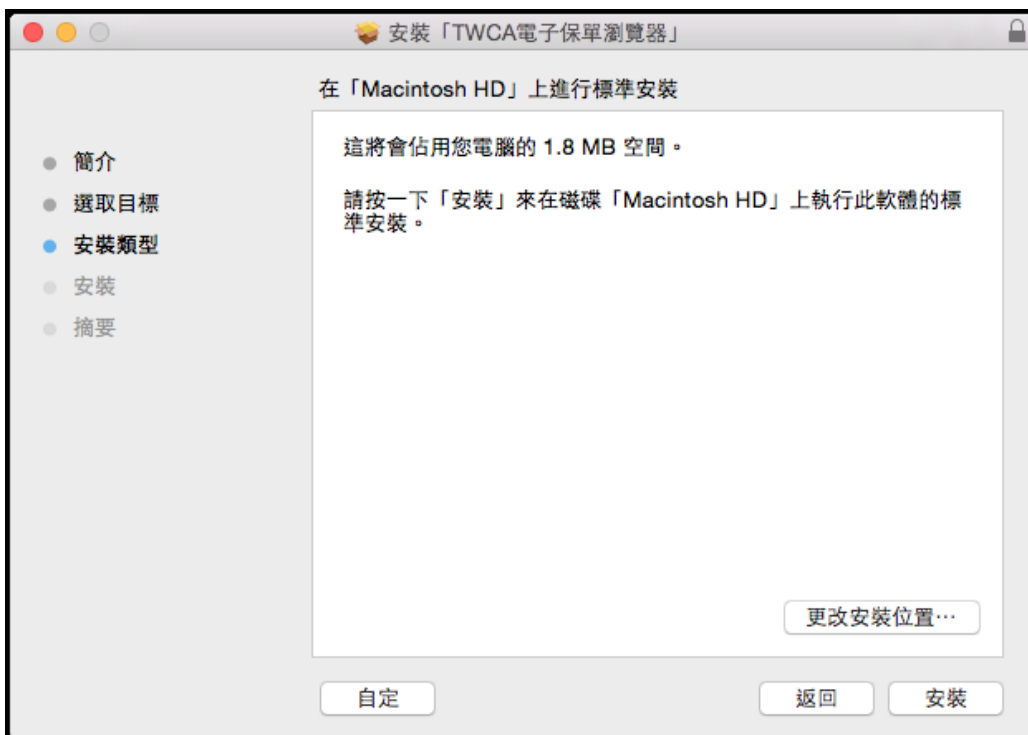 安裝「TWCA電子保單瀏覽器」
在「Macintosh HD」上進行標準安裝
簡介
選取目標
安裝類型
安裝
摘要
這將會佔用您電腦的 1.8 MB 空間。
請按一下「安裝」來在磁碟「Macintosh HD」上執行此軟體的標
準安裝。
更改安裝位置⋯
自定
返回
安裝